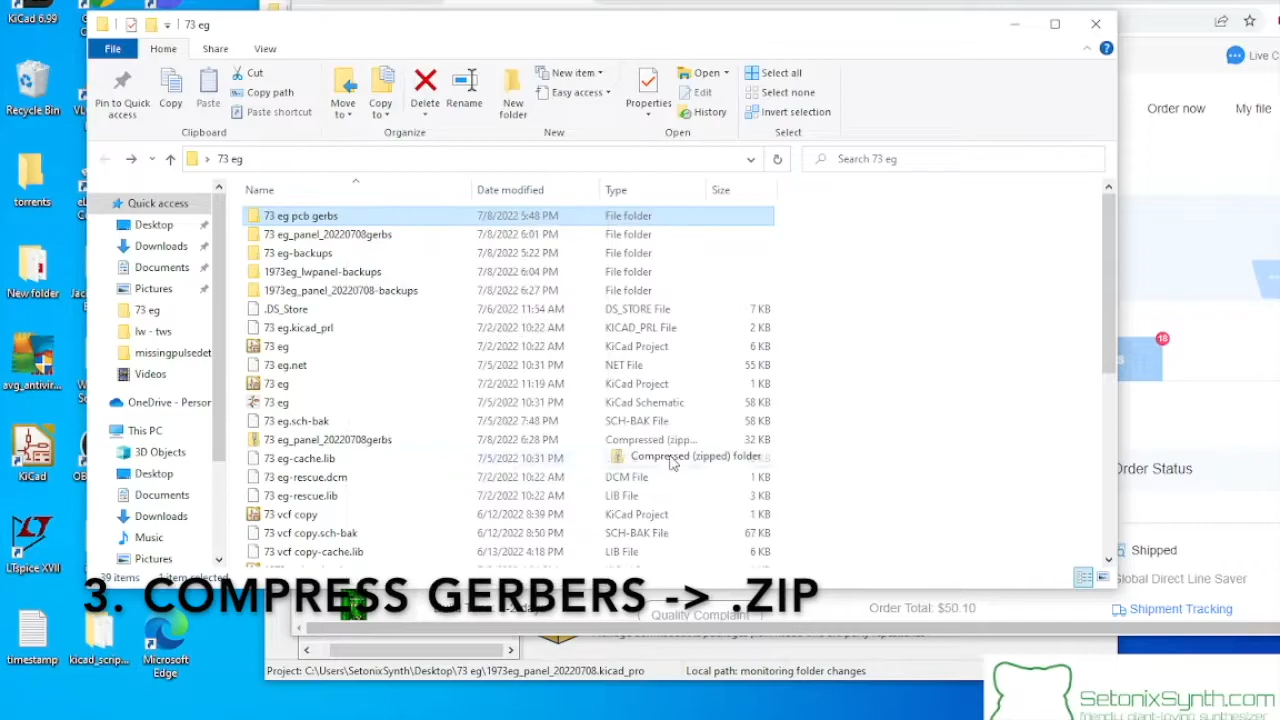 KiCad 6.99
73 eg
File
Home
Share
View
Live C
Pin to Quick access
Copy
Paste
Cut
Copy path
Paste shortcut
Move to
Copy to
Delete
Rename
New folder
New item
Easy access
Properties
Open
Edit
History
Select all
Select none
Invert selection
Clipboard
Organize
New
Open
Select
Order now
My file
Recycle Bin
73 eg
Search 73 eg
Name
Date modified
Type
Size
Quick access
Desktop
Downloads
Documents
Pictures
73 eg
lw - tws
missingpulsedet
Videos
OneDrive - Person
This PC
3D Objects
Desktop
Documents
Downloads
Music
Pictures
73 eg pcb gerbs 7/8/2022 5:48 PM File folder
73 eg_panel_20220708gerbs 7/8/2022 6:01 PM File folder
73 eg-backups 7/8/2022 5:22 PM File folder
1973eg_lwpanel-backups 7/8/2022 6:04 PM File folder
1973eg_panel_20220708-backups 7/8/2022 6:27 PM File folder
.DS_Store 7/6/2022 11:54 AM DS_STORE File 7 KB
73 eg.kicad_prl 7/2/2022 10:22 AM KICAD_PRL File 2 KB
73 eg 7/2/2022 10:22 AM KiCad Project 6 KB
73 eg.net 7/5/2022 10:31 PM NET File 55 KB
73 eg 7/2/2022 11:19 AM KiCad Project 1 KB
73 eg 7/5/2022 10:31 PM KiCad Schematic 58 KB
73 eg.sch-bak 7/5/2022 7:48 PM SCH-BAK File 58 KB
73 eg_panel_20220708gerbs 7/8/2022 6:28 PM Compressed (zipp... 32 KB
73 eg-cache.lib 7/5/2022 10:31 PM
Compressed (zipped) folder
73 eg-rescue.dcm 7/2/2022 10:22 AM DCM File 1 KB
73 eg-rescue.lib 7/2/2022 10:22 AM LIB File 3 KB
73 vcf copy 6/12/2022 8:39 PM KiCad Project 1 KB
73 vcf copy.sch-bak 6/12/2022 8:50 PM SCH-BAK File 67 KB
73 vcf copy-cache.lib 6/13/2022 4:18 PM LIB File 6 KB
39 items 1 item selected
torrents
New folder
avg_antivir...
KiCad
LTspice XVII
timestamp
kicad_scrip...
Microsoft Edge
18
Order Status
Shipped
Global Direct Line Saver
Shipment Tracking
3. COMPRESS GERBERS -> .ZIP
Quality Complaint
Order Total: $50.10
Project: C:\Users\SetonixSynth\Desktop\73 eg\1973eg_panel_20220708.kicad_pro
Local path: monitoring folder changes
SetonixSynth.com
friendly plant-loving synthesizer